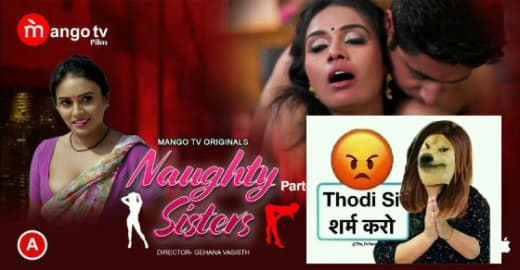 mango tv
Film
MANGO TV ORIGINALS
Naughty
Part
Sisters
DIRECTOR- GEHANA VASISTH
A
Thodi Si
शर्म करो